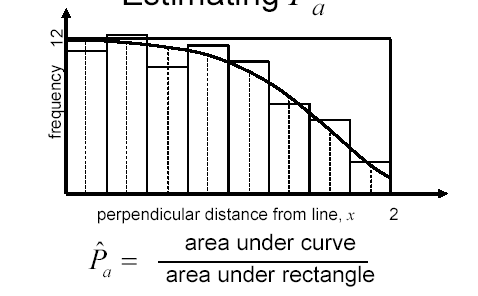 Estimating P a
12
frequency
perpendicular distance from line, x 2
P̂a = area under curve
area under rectangle